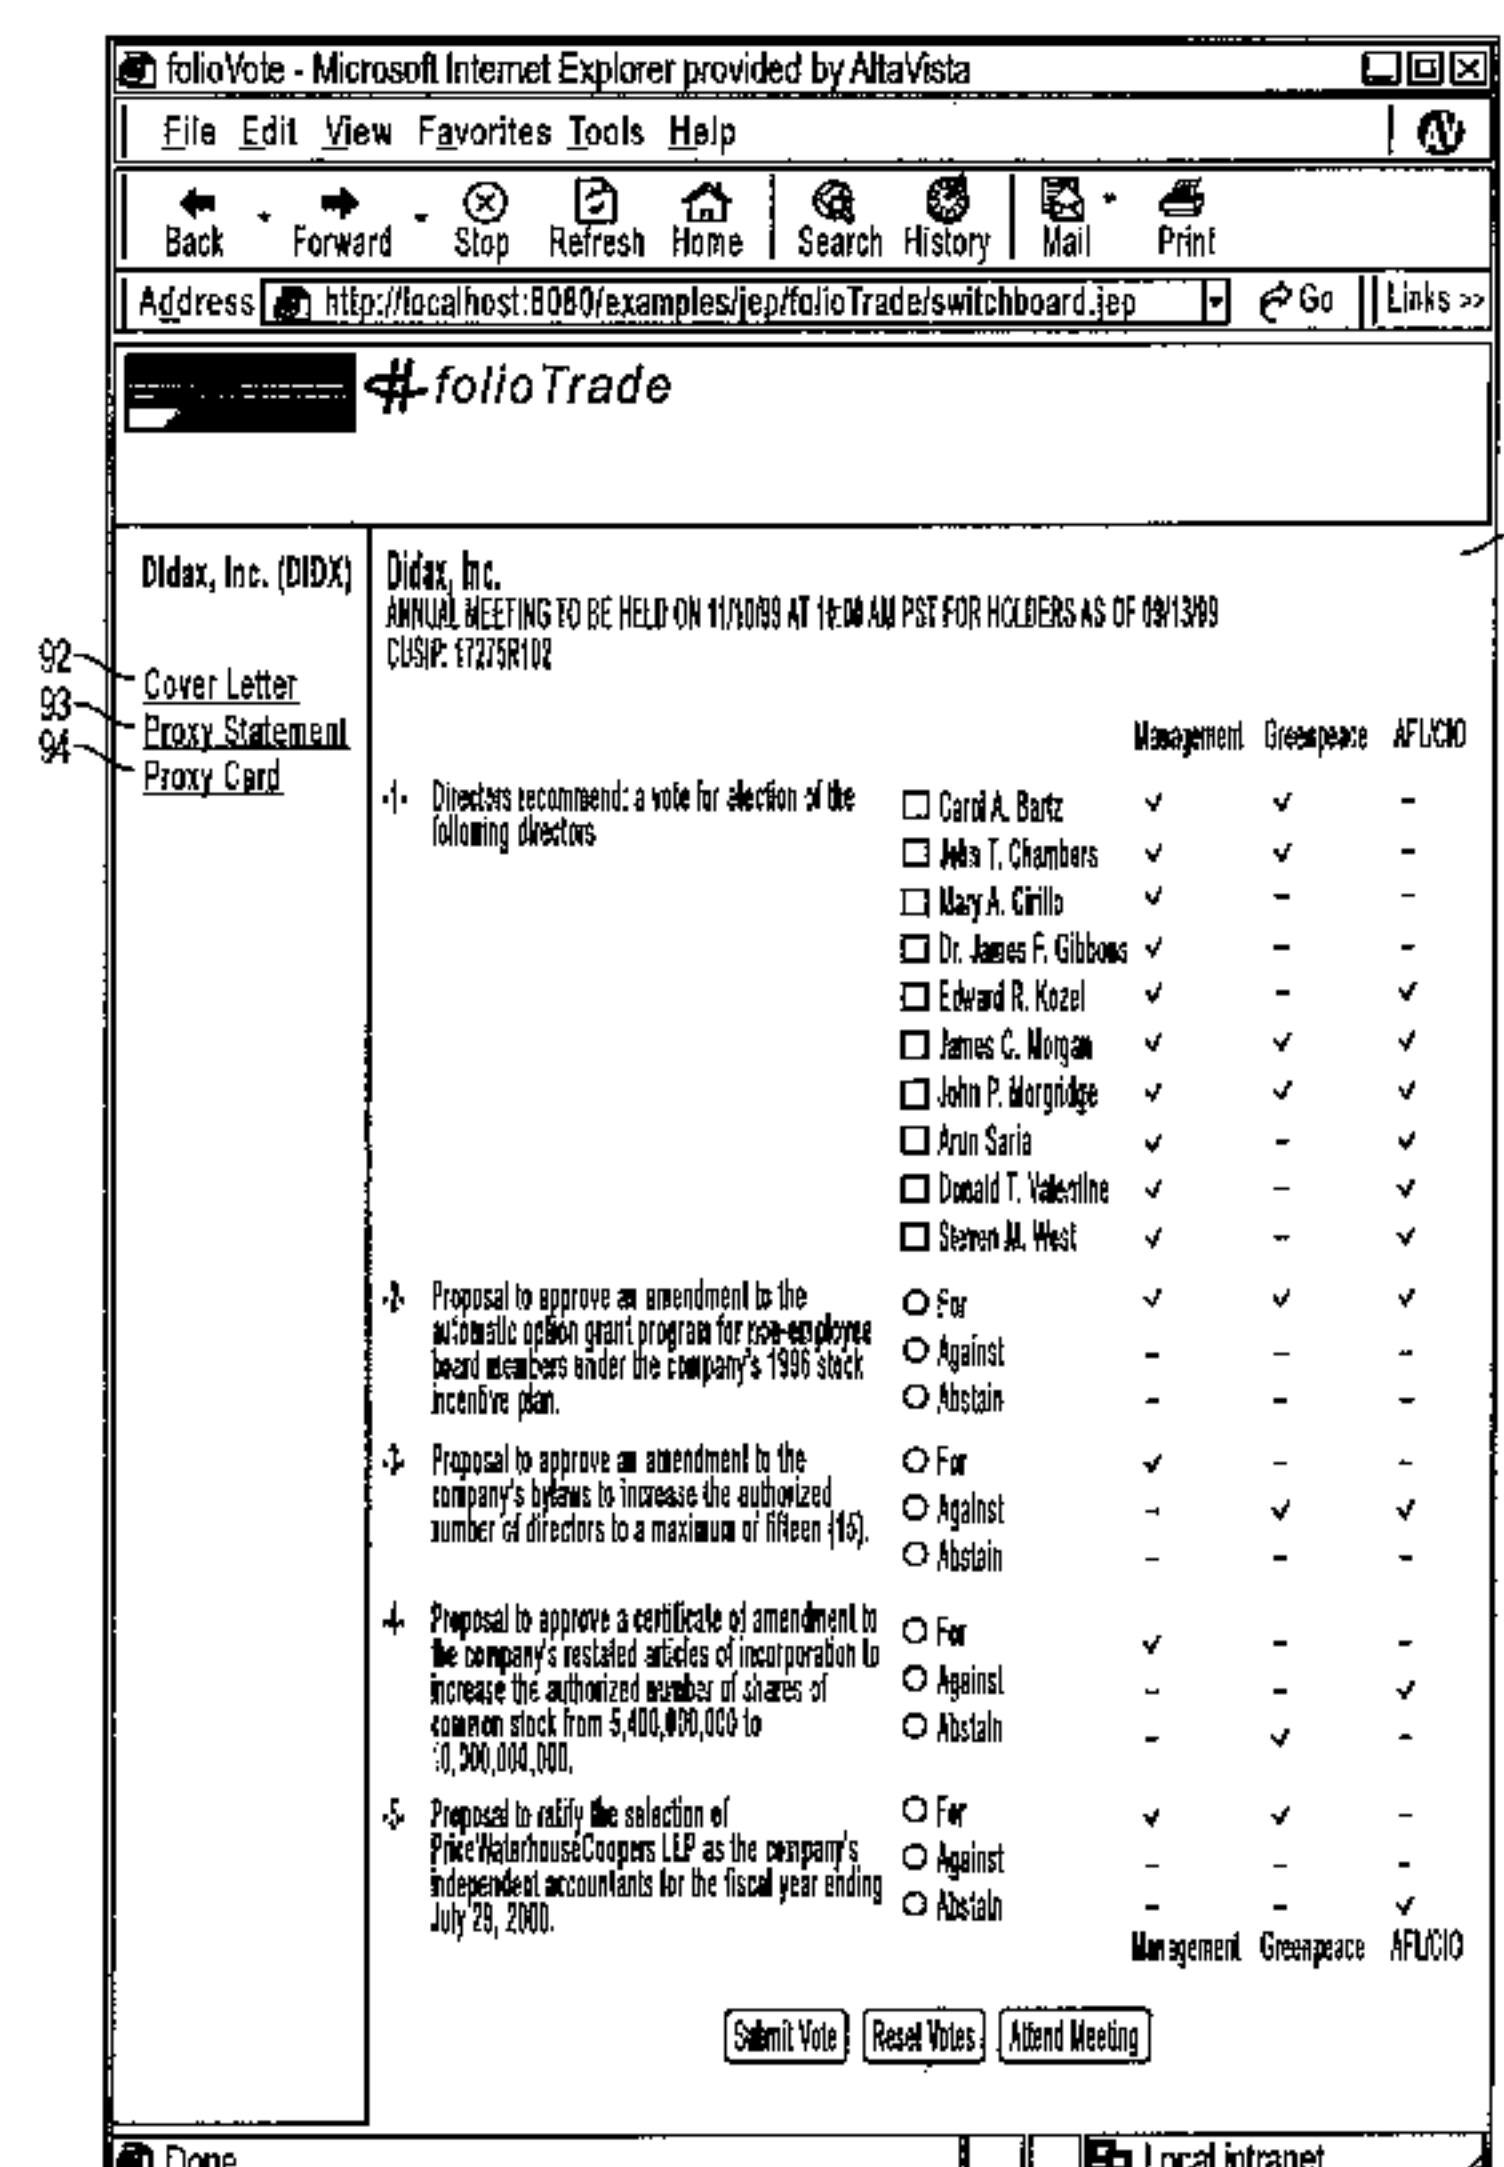 folioVote - Microsoft Internet Explorer provided by AltaVista
File Edit View Favorites Tools Help
Back Forward Stop Refresh Home Search History Mail Print
Address http://localhost:8080/examples/jsp/folioTrade/switchboard.jsp Go Links >>
folioTrade
Didax, Inc. (DIDX)
92
Cover Letter
93
Proxy Statement
94
Proxy Card
Didax, Inc.
ANNUAL MEETING TO BE HELD ON 11/10/99 AT 10:00 AM PST FOR HOLDERS AS OF 09/13/99
CUSIP: 17275R102
Management Greenpeace AFL/CIO
-1- Directors recommend: a vote for election of the
following directors
Carol A. Bartz ✓ ✓ -
John T. Chambers ✓ ✓ -
Mary A. Cirillo ✓ - -
Dr. James F. Gibbons ✓ - -
Edward R. Kozel ✓ - ✓
James C. Morgan ✓ ✓ ✓
John P. Morgridge ✓ ✓ ✓
Arun Saria ✓ - ✓
Donald T. Valentine ✓ - ✓
Steven M. West ✓ - ✓
-2- Proposal to approve an amendment to the
automatic option grant program for non-employee
board members under the company's 1996 stock
incentive plan.
For ✓ ✓ ✓
Against - - -
Abstain - - -
-3- Proposal to approve an amendment to the
company's bylaws to increase the authorized
number of directors to a maximum of fifteen (15).
For ✓ - -
Against - ✓ ✓
Abstain - - -
-4- Proposal to approve a certificate of amendment to
the company's restated articles of incorporation to
increase the authorized number of shares of
common stock from 5,400,000,000 to
10,000,000,000.
For ✓ - -
Against - - ✓
Abstain - ✓ -
-5- Proposal to ratify the selection of
PriceWaterhouseCoopers LLP as the company's
independent accountants for the fiscal year ending
July 29, 2000.
For ✓ ✓ -
Against - - -
Abstain - - ✓
Management Greenpeace AFL/CIO
Submit Vote Reset Votes Attend Meeting
Done Local intranet